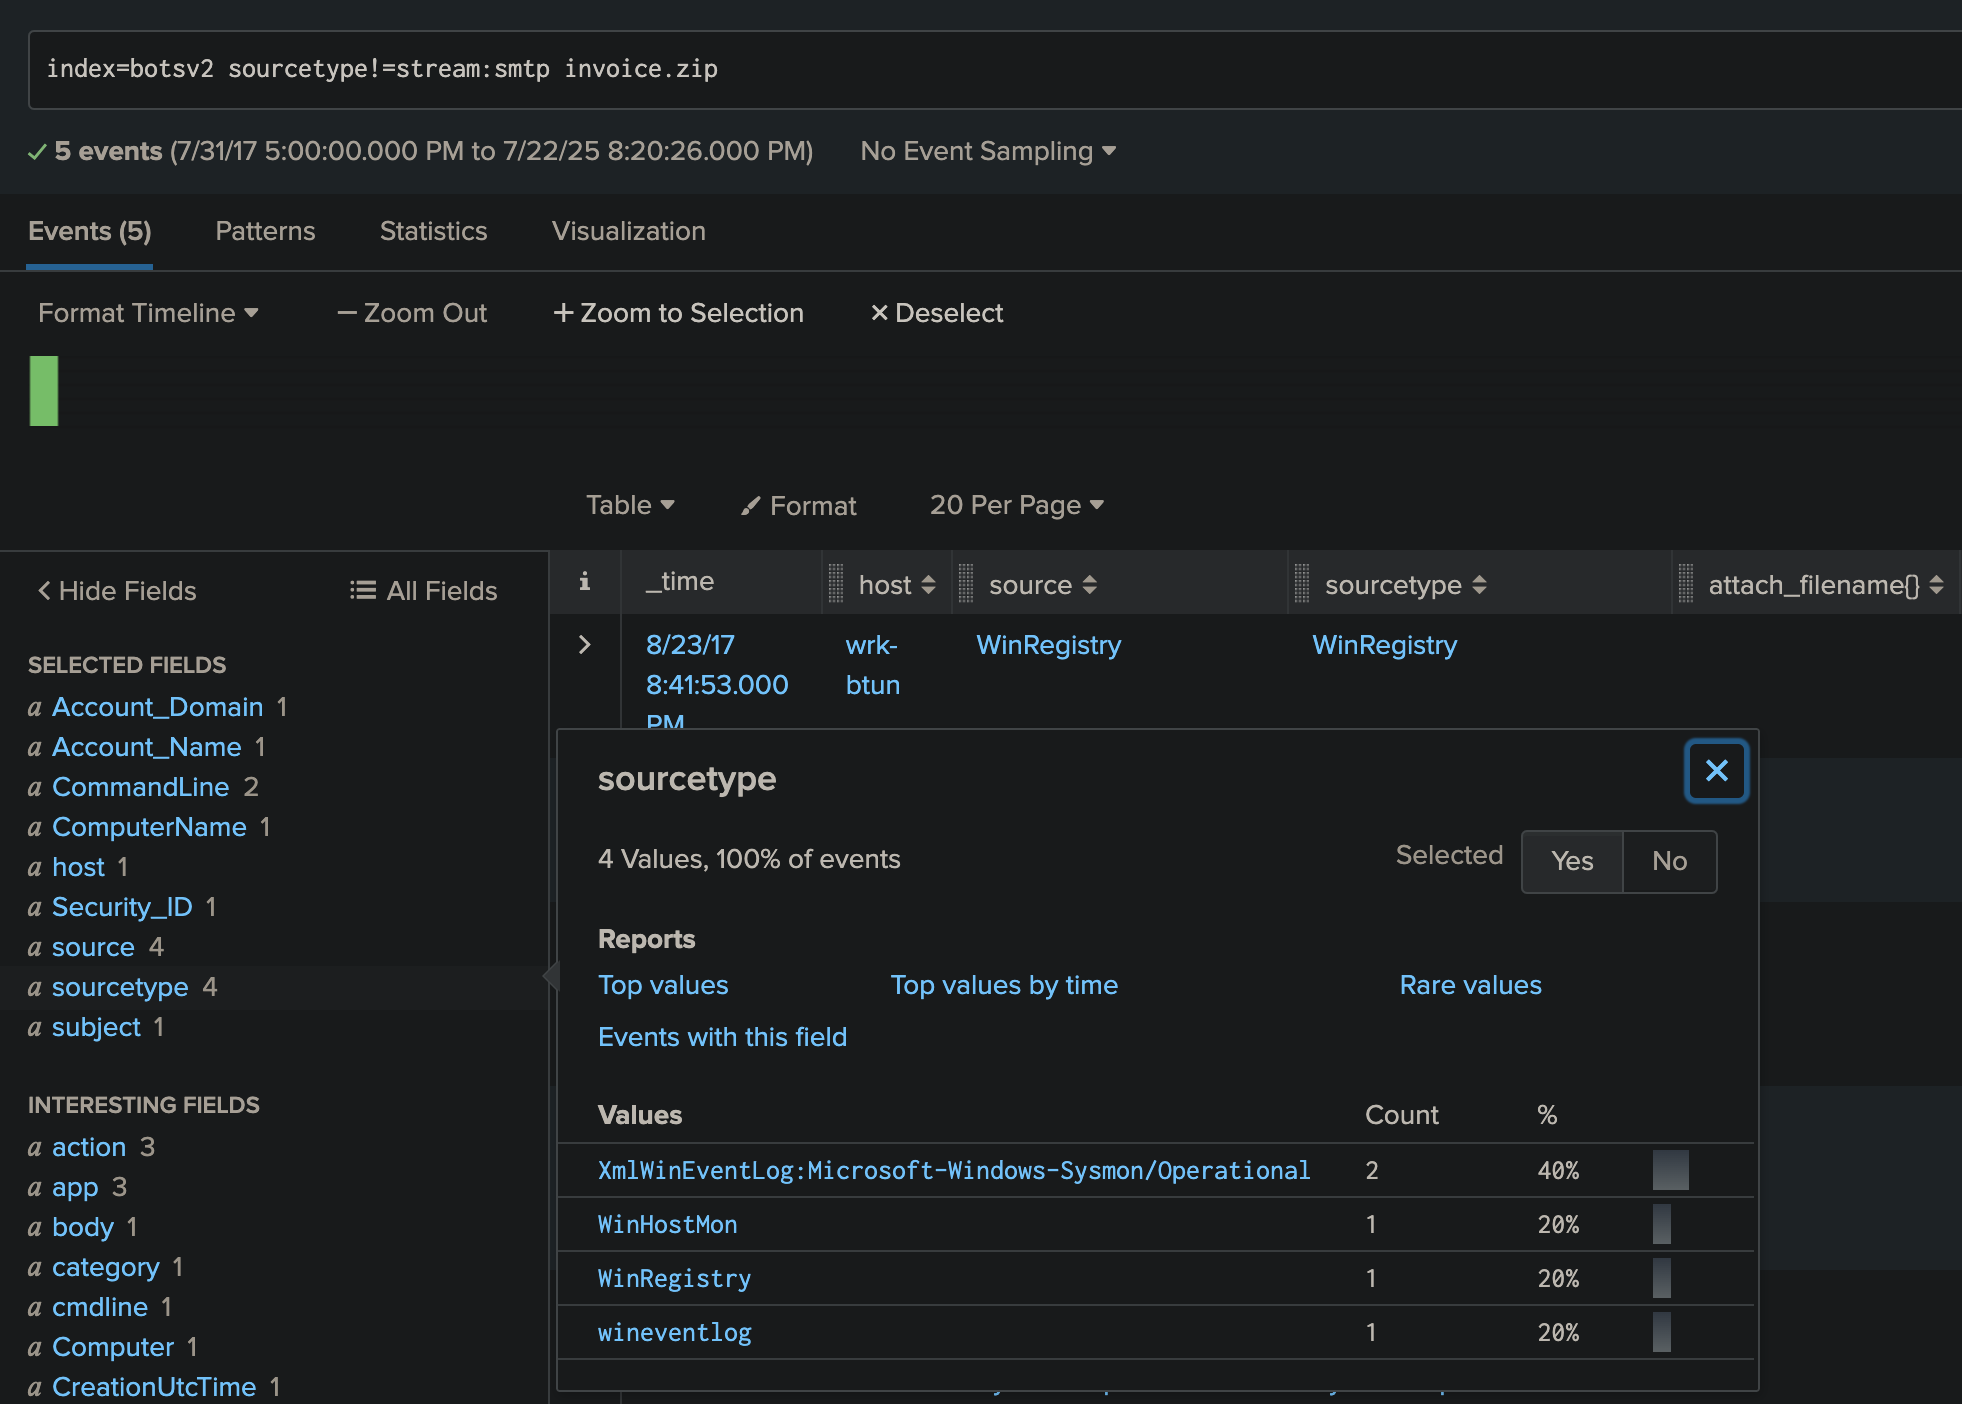 index=botsv2 sourcetype!=stream:smtp invoice.zip
5 events (7/31/17 5:00:00.000 PM to 7/22/25 8:20:26.000 PM) No Event Sampling
Events (5) Patterns Statistics Visualization
Format Timeline — Zoom Out + Zoom to Selection × Deselect
Table Format 20 Per Page
< Hide Fields All Fields
i _time host source sourcetype attach_filename{}
8/23/17 wrk- WinRegistry WinRegistry
8:41:53.000 btun
PM
SELECTED FIELDS
a Account_Domain 1
a Account_Name 1
a CommandLine 2
a ComputerName 1
a host 1
a Security_ID 1
a source 4
a sourcetype 4
a subject 1
INTERESTING FIELDS
a action 3
a app 3
a body 1
a category 1
a cmdline 1
a Computer 1
a CreationUtcTime 1
sourcetype
4 Values, 100% of events Selected Yes No
Reports
Top values Top values by time Rare values
Events with this field
Values Count %
XmlWinEventLog:Microsoft-Windows-Sysmon/Operational 2 40%
WinHostMon 1 20%
WinRegistry 1 20%
wineventlog 1 20%